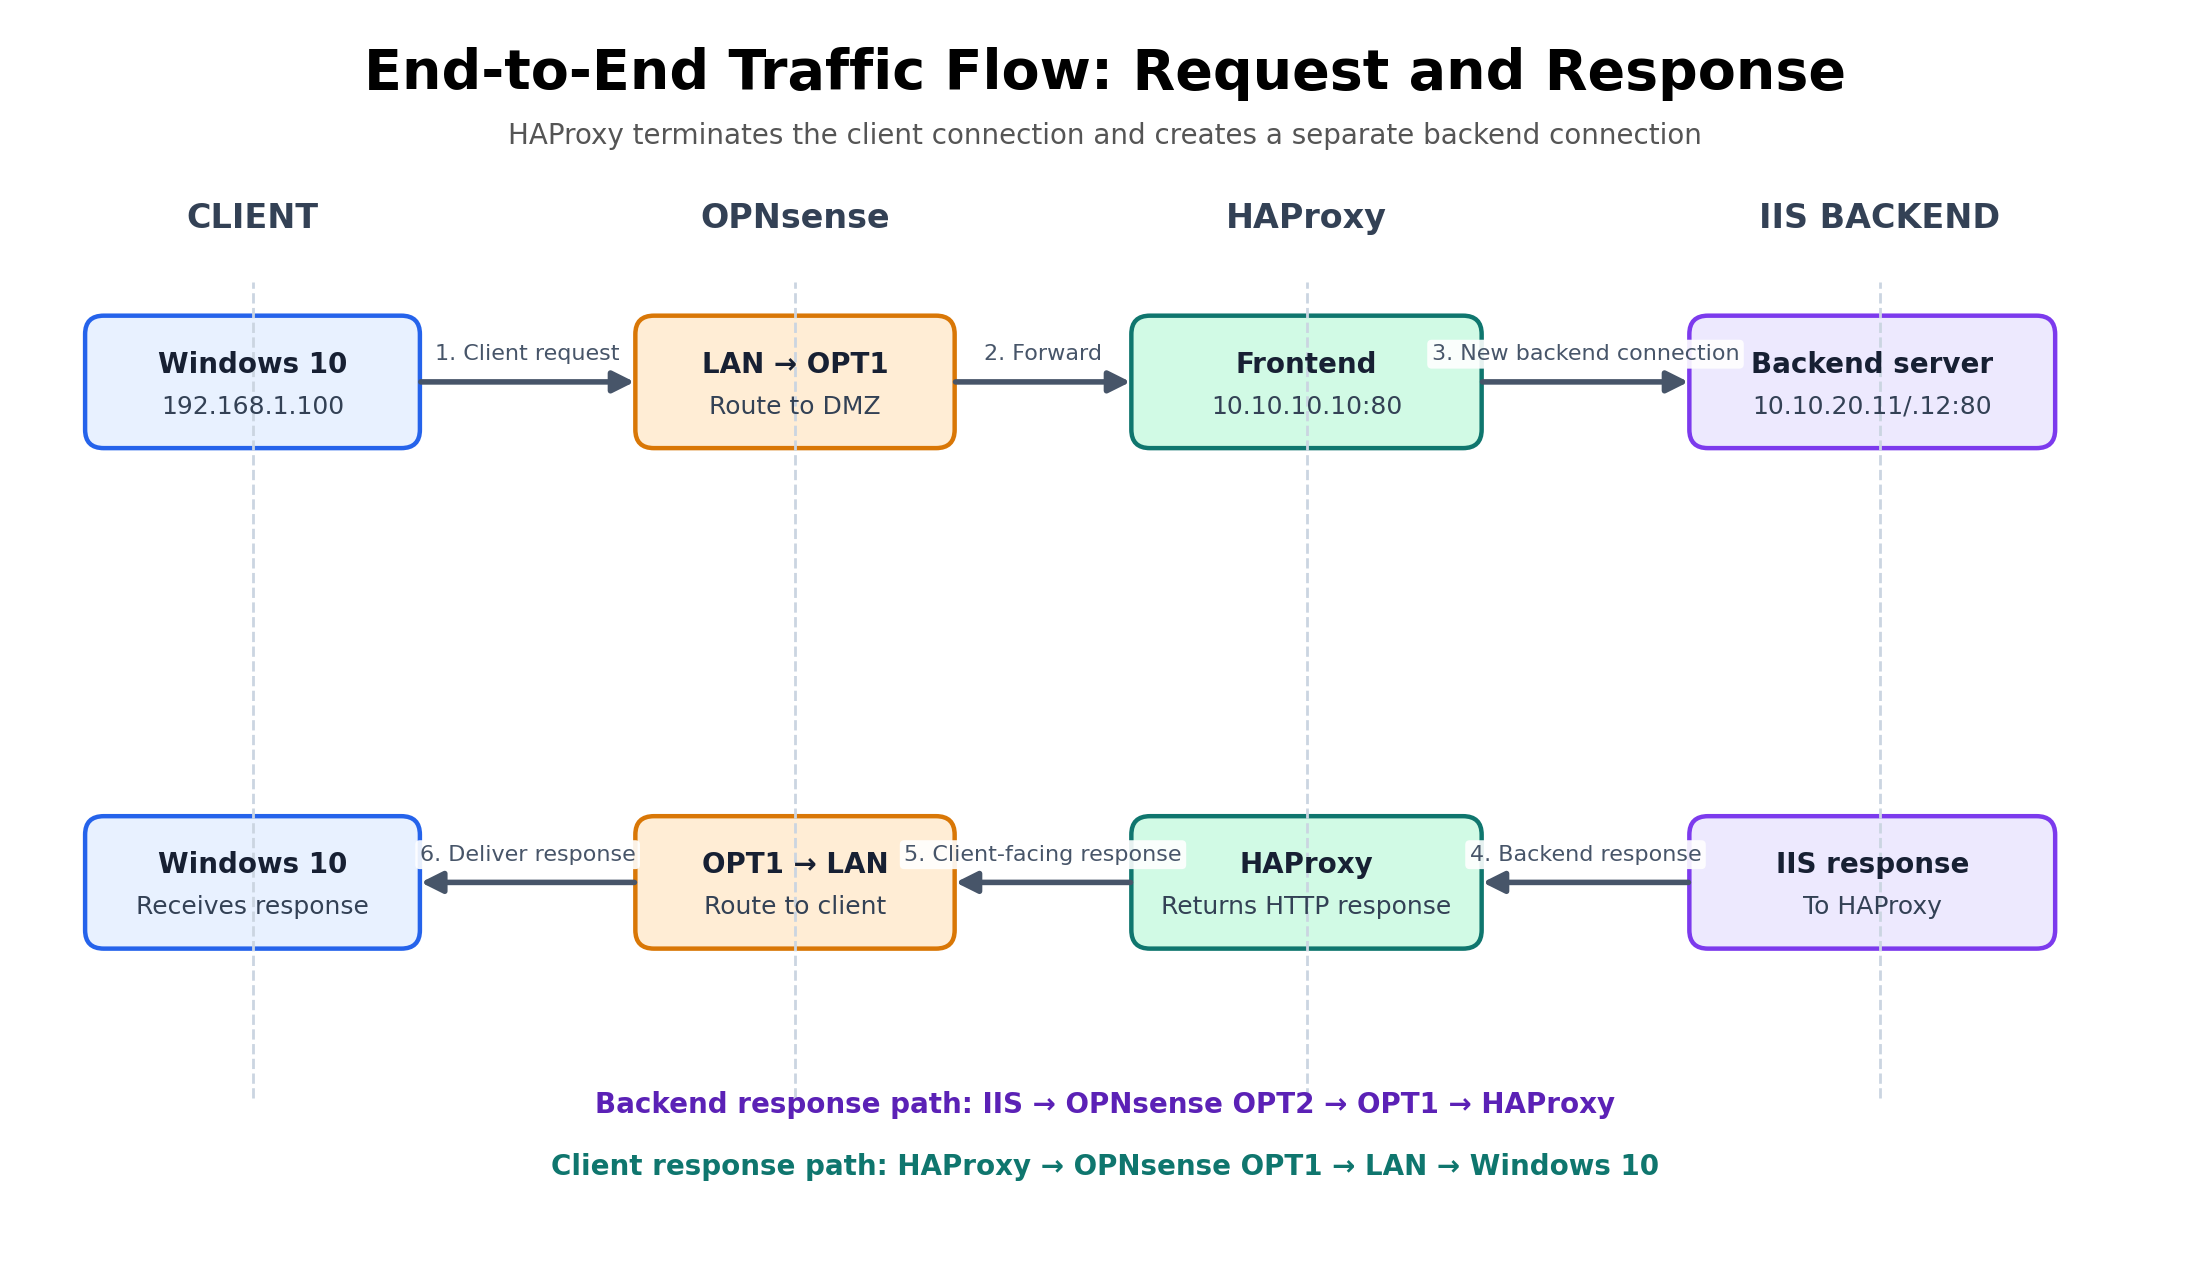 End-to-End Traffic Flow: Request and Response
HAProxy terminates the client connection and creates a separate backend connection
CLIENT
OPNsense
HAProxy
IIS BACKEND
Windows 10
192.168.1.100
1. Client request
LAN → OPT1
Route to DMZ
2. Forward
Frontend
10.10.10.10:80
3. New backend connection
Backend server
10.10.20.11/.12:80
Windows 10
Receives response
6. Deliver response
OPT1 → LAN
Route to client
5. Client-facing response
HAProxy
Returns HTTP response
4. Backend response
IIS response
To HAProxy
Backend response path: IIS → OPNsense OPT2 → OPT1 → HAProxy
Client response path: HAProxy → OPNsense OPT1 → LAN → Windows 10